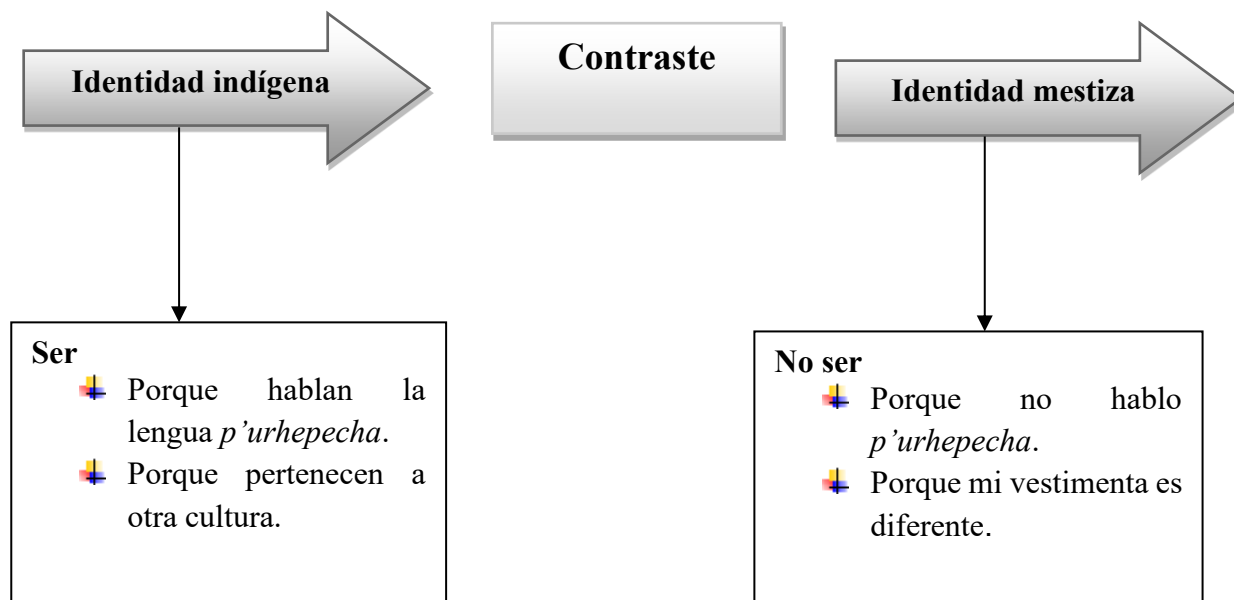 Identidad indígena
Contraste
Identidad mestiza
Ser
Porque hablan la
lengua p’urhepecha.
Porque pertenecen a
otra cultura.
No ser
Porque no hablo
p’urhepecha.
Porque mi vestimenta es
diferente.